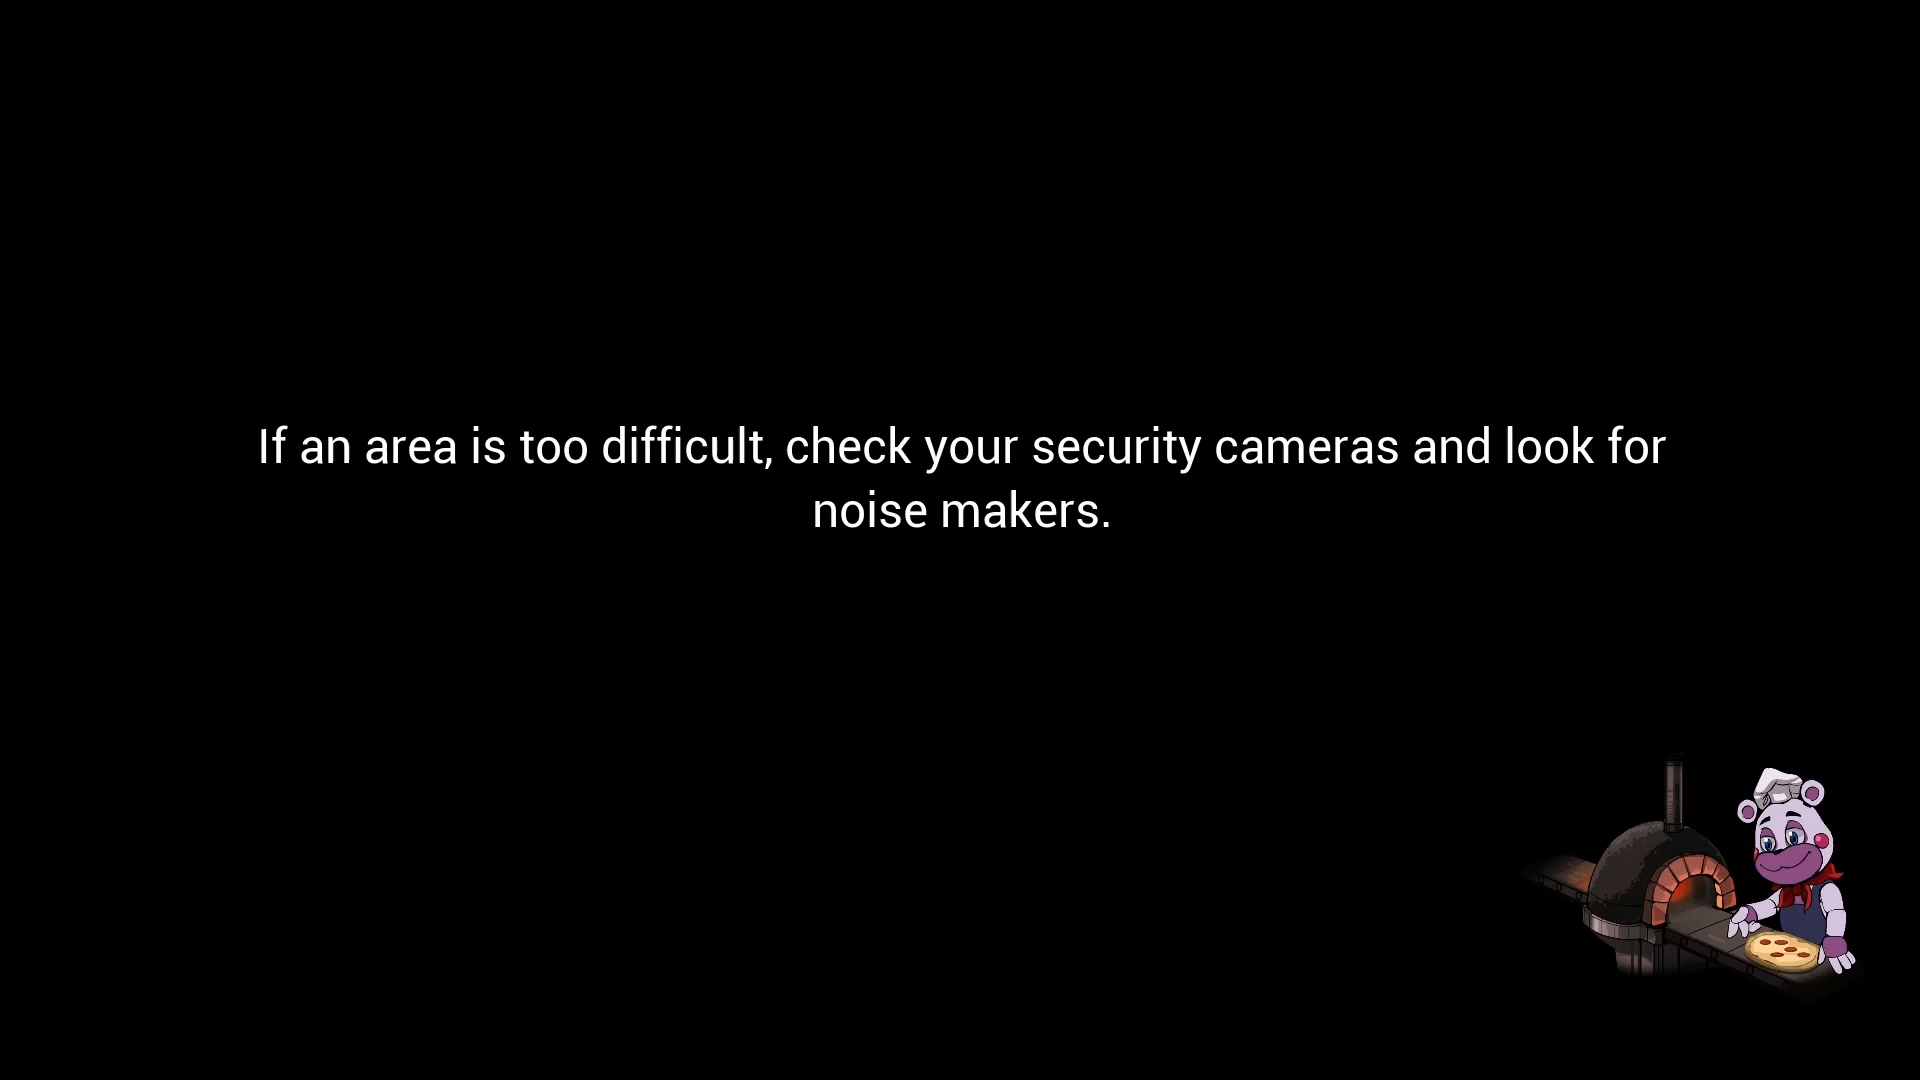 If an area is too difficult, check your security cameras and look for
noise makers.